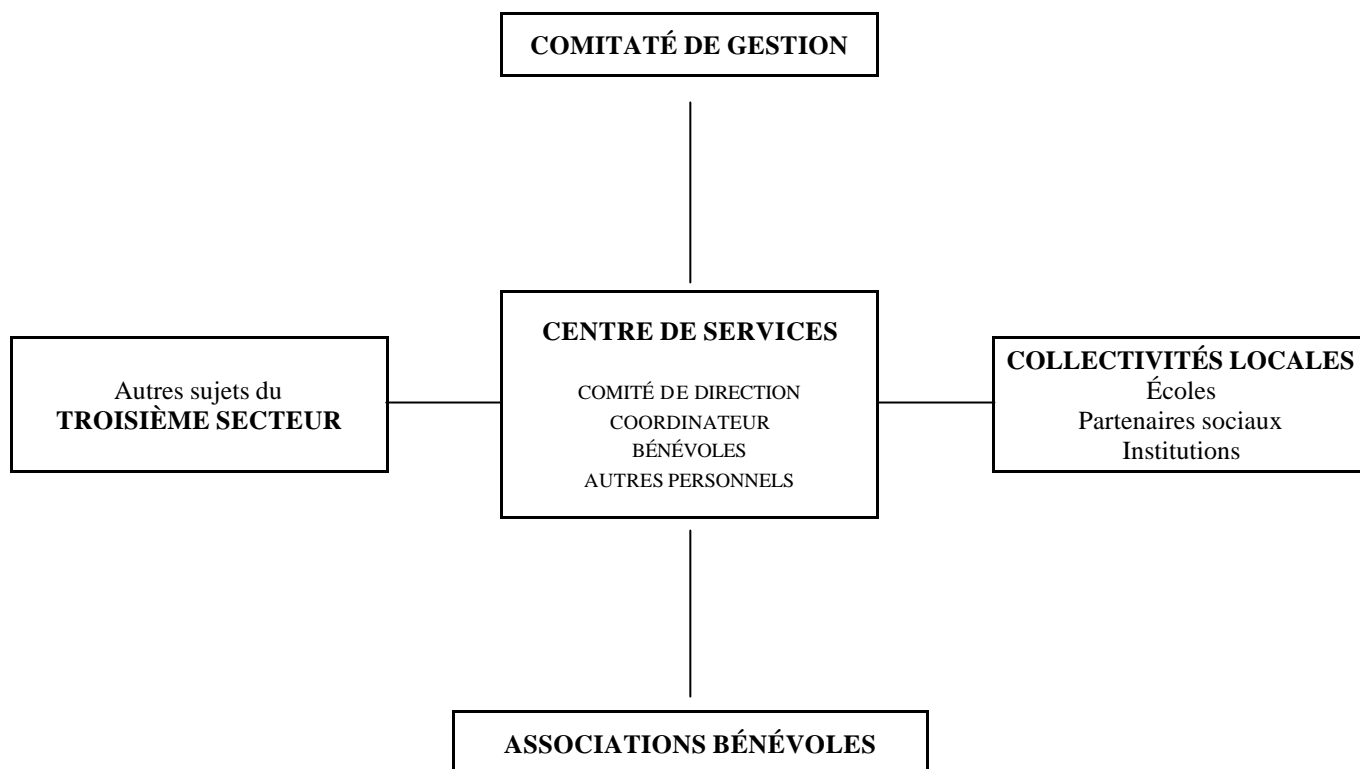 COMITATÉ DE GESTION
CENTRE DE SERVICES
COMITÉ DE DIRECTION
COORDINATEUR
BÉNÉVOLES
AUTRES PERSONNELS
Autres sujets du
TROISIÈME SECTEUR
COLLECTIVITÉS LOCALES
Écoles
Partenaires sociaux
Institutions
ASSOCIATIONS BÉNÉVOLES